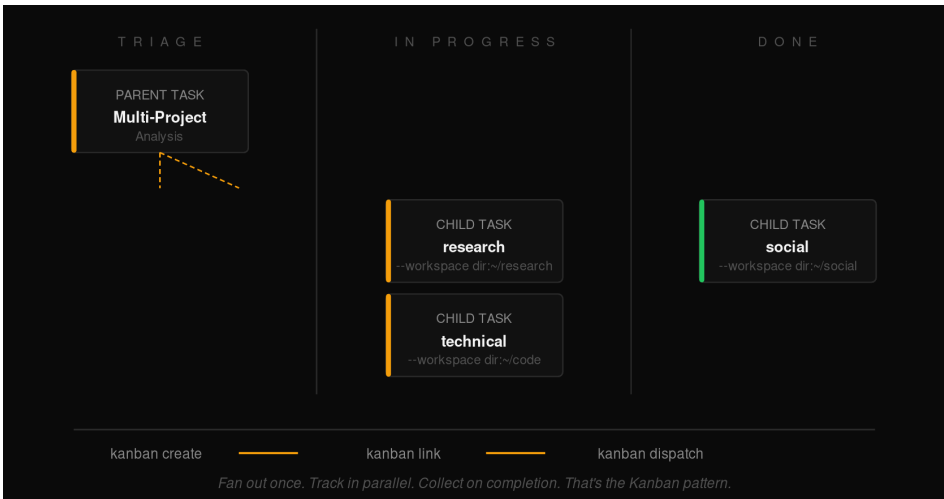 TRIAGE
IN PROGRESS
DONE
PARENT TASK
Multi-Project
Analysis
CHILD TASK
research
--workspace dir:~/research
CHILD TASK
technical
--workspace dir:~/code
CHILD TASK
social
--workspace dir:~/social
kanban create
kanban link
kanban dispatch
Fan out once. Track in parallel. Collect on completion. That's the Kanban pattern.